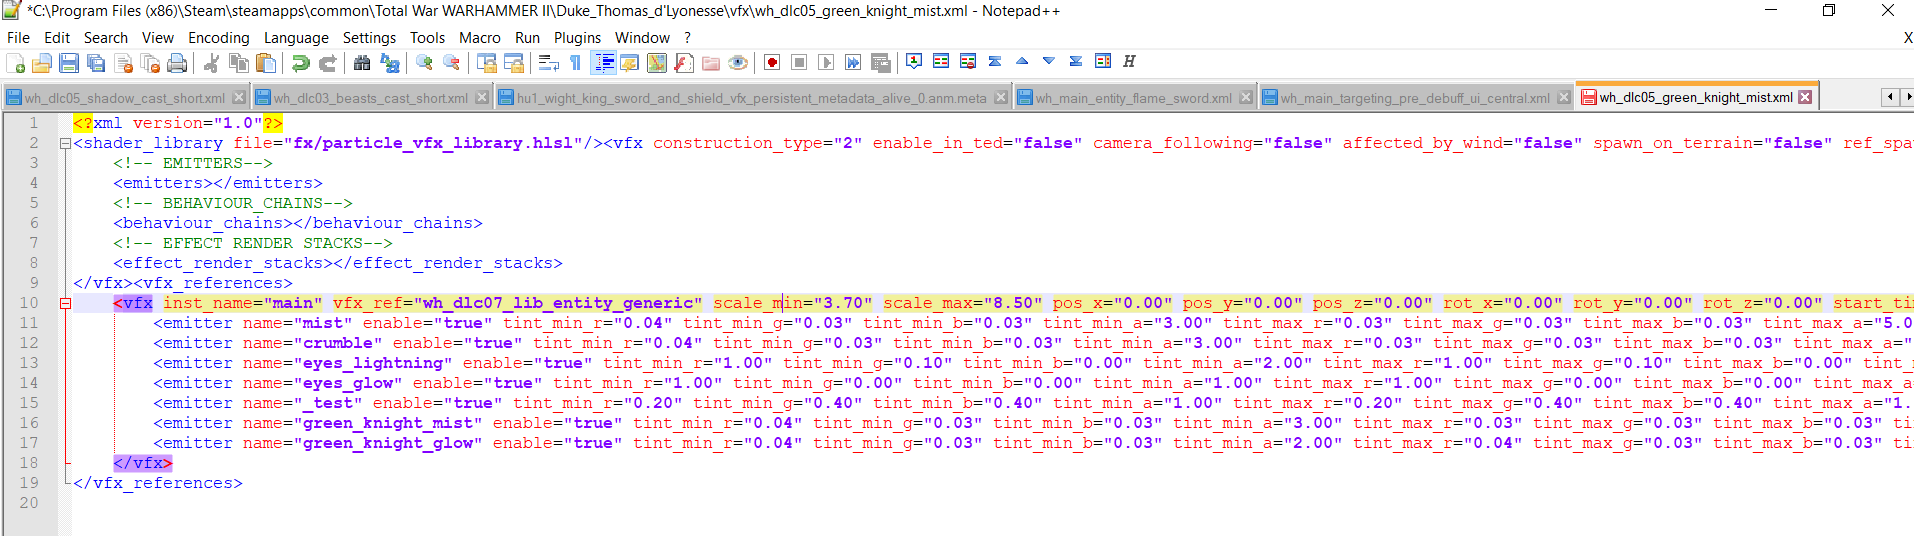 *C:\Program Files (x86)\Steam\steamapps\common\Total War WARHAMMER II\Duke_Thomas_d'Lyonesse\vfx\wh_dlc05_green_knight_mist.xml - Notepad++
File Edit Search View Encoding Language Settings Tools Macro Run Plugins Window ? X
wh_dlc05_shadow_cast_short.xml wh_dlc03_beasts_cast_short.xml hu1_wight_king_sword_and_shield_vfx_persistent_metadata_alive_0.anm.meta wh_main_entity_flame_sword.xml wh_main_targeting_pre_debuff_ui_central.xml wh_dlc05_green_knight_mist.xml
1 <?xml version="1.0"?>
2 <shader_library file="fx/particle_vfx_library.hlsl"/><vfx construction_type="2" enable_in_ted="false" camera_following="false" affected_by_wind="false" spawn_on_terrain="false" ref_spa
3 <!-- EMITTERS-->
4 <emitters></emitters>
5 <!-- BEHAVIOUR_CHAINS-->
6 <behaviour_chains></behaviour_chains>
7 <!-- EFFECT RENDER STACKS-->
8 <effect_render_stacks></effect_render_stacks>
9 </vfx><vfx_references>
10 <vfx inst_name="main" vfx_ref="wh_dlc07_lib_entity_generic" scale_min="3.70" scale_max="8.50" pos_x="0.00" pos_y="0.00" pos_z="0.00" rot_x="0.00" rot_y="0.00" rot_z="0.00" start_ti
11 <emitter name="mist" enable="true" tint_min_r="0.04" tint_min_g="0.03" tint_min_b="0.03" tint_min_a="3.00" tint_max_r="0.03" tint_max_g="0.03" tint_max_b="0.03" tint_max_a="5.0
12 <emitter name="crumble" enable="true" tint_min_r="0.04" tint_min_g="0.03" tint_min_b="0.03" tint_min_a="3.00" tint_max_r="0.03" tint_max_g="0.03" tint_max_b="0.03" tint_max_a="
13 <emitter name="eyes_lightning" enable="true" tint_min_r="1.00" tint_min_g="0.10" tint_min_b="0.00" tint_min_a="2.00" tint_max_r="1.00" tint_max_g="0.10" tint_max_b="0.00" tint_
14 <emitter name="eyes_glow" enable="true" tint_min_r="1.00" tint_min_g="0.00" tint_min_b="0.00" tint_min_a="1.00" tint_max_r="1.00" tint_max_g="0.00" tint_max_b="0.00" tint_max_a
15 <emitter name="_test" enable="true" tint_min_r="0.20" tint_min_g="0.40" tint_min_b="0.40" tint_min_a="1.00" tint_max_r="0.20" tint_max_g="0.40" tint_max_b="0.40" tint_max_a="1.
16 <emitter name="green_knight_mist" enable="true" tint_min_r="0.04" tint_min_g="0.03" tint_min_b="0.03" tint_min_a="3.00" tint_max_r="0.03" tint_max_g="0.03" tint_max_b="0.03" ti
17 <emitter name="green_knight_glow" enable="true" tint_min_r="0.04" tint_min_g="0.03" tint_min_b="0.03" tint_min_a="2.00" tint_max_r="0.04" tint_max_g="0.03" tint_max_b="0.03" ti
18 </vfx>
19 </vfx_references>
20